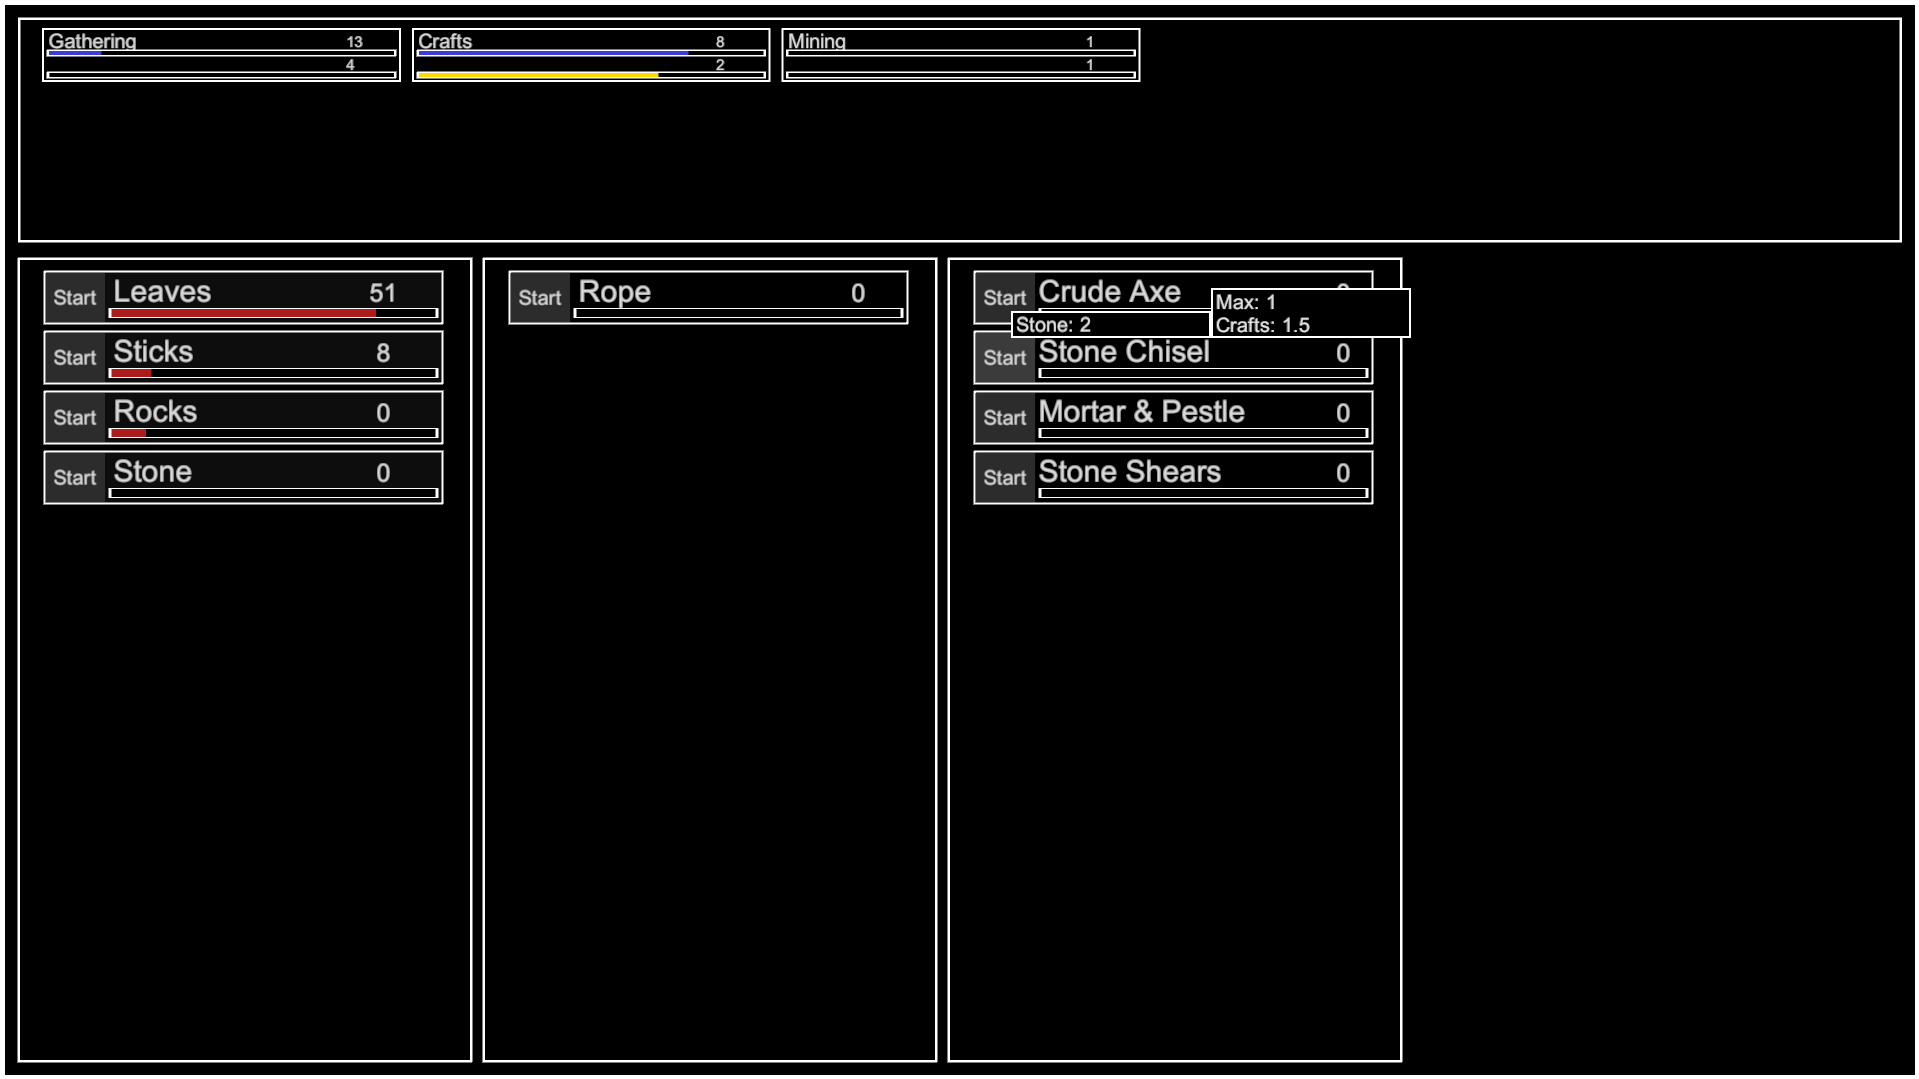 Gathering 13
4
Crafts 8
2
Mining 1
1
Start Leaves 51
Start Sticks 8
Start Rocks 0
Start Stone 0
Start Rope 0
Start Crude Axe
Max: 1
Stone: 2
Crafts: 1.5
Start Stone Chisel 0
Start Mortar & Pestle 0
Start Stone Shears 0